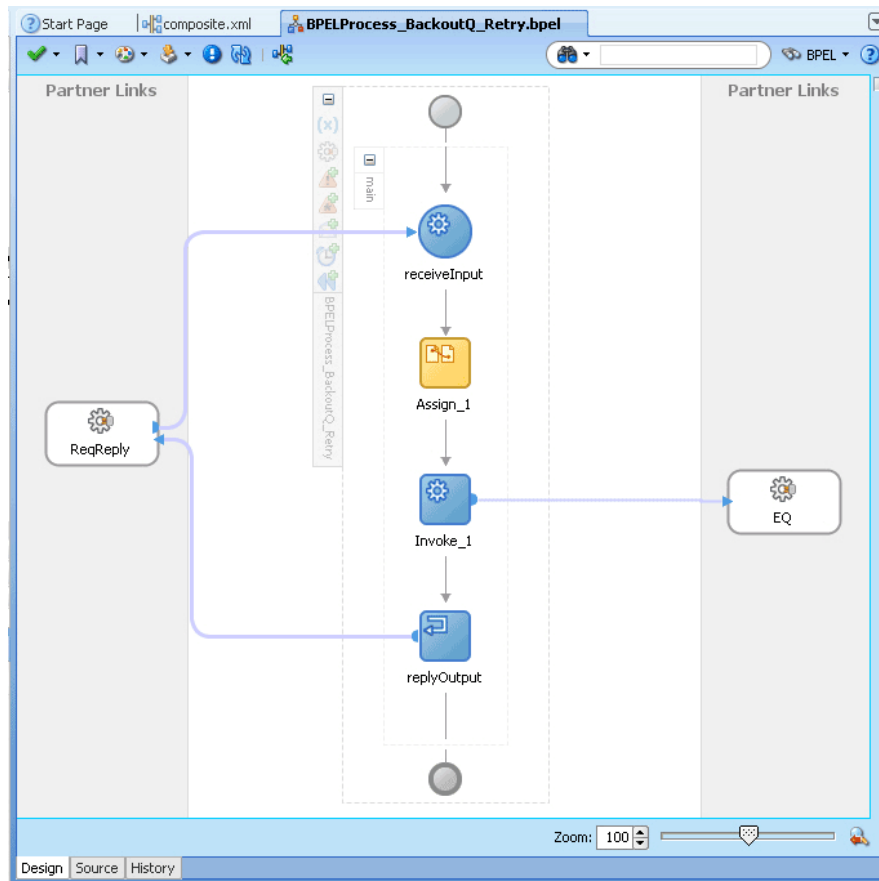 Start Page composite.xml BPELProcess_BackoutQ_Retry.bpel
BPEL
Partner Links Partner Links
(x)
main
receiveInput
BPELProcess_BackoutQ_Retry
Assign_1
ReqReply
Invoke_1
EQ
replyOutput
Zoom: 100
Design Source History